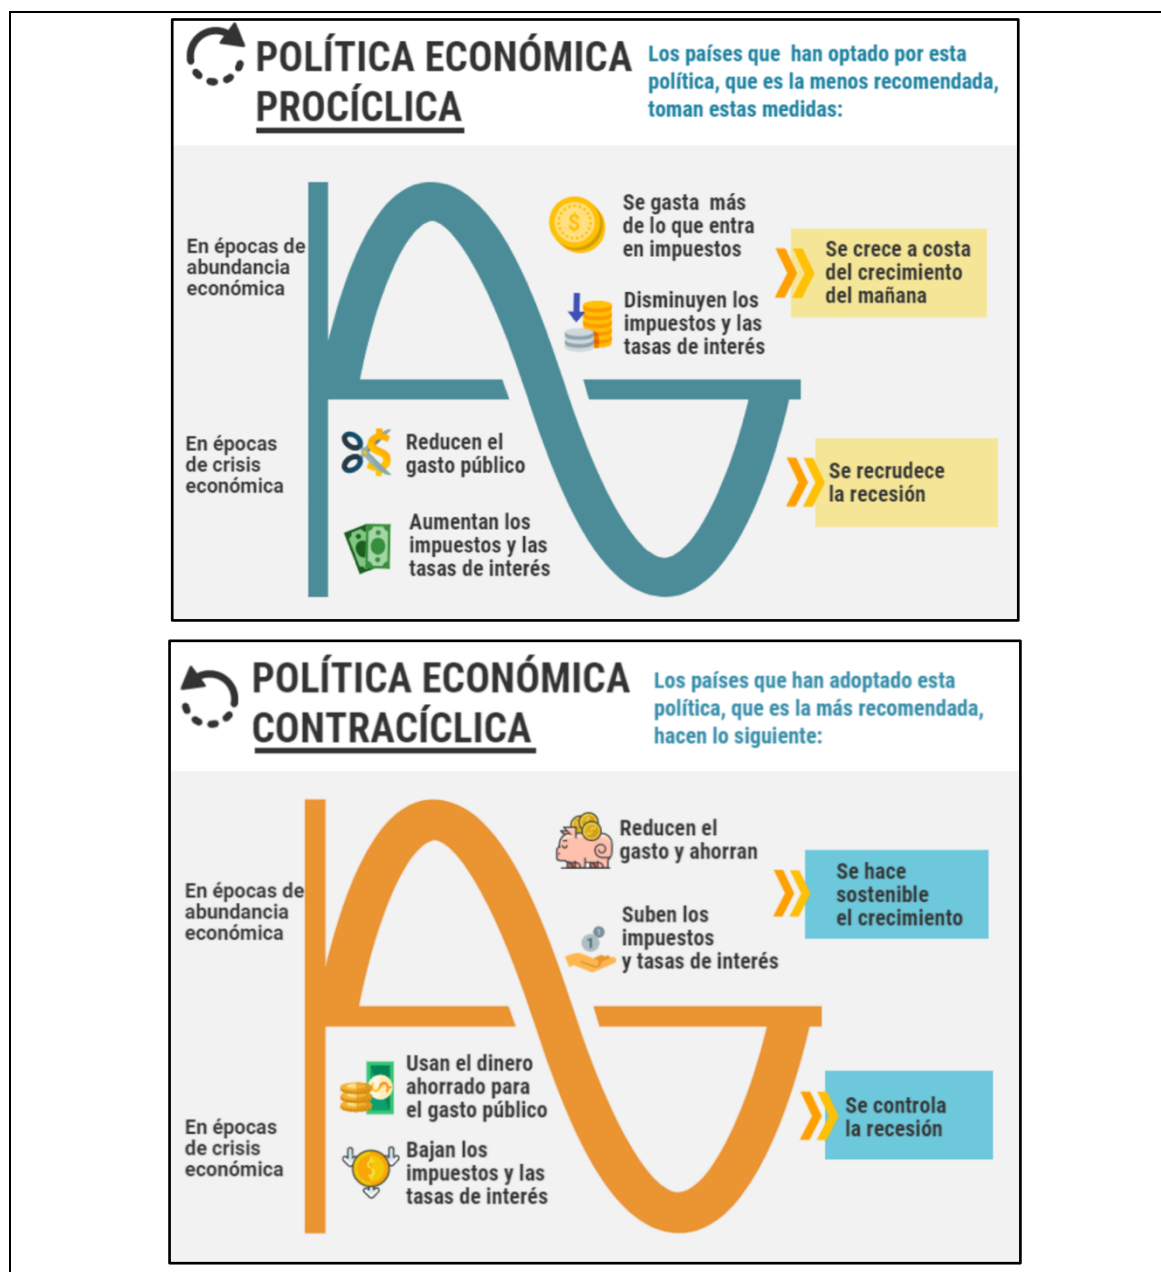 POLÍTICA ECONÓMICA
PROCÍCLICA
Los países que han optado por esta
política, que es la menos recomendada,
toman estas medidas:
En épocas de
abundancia
económica
Se gasta más
de lo que entra
en impuestos
Disminuyen los
impuestos y las
tasas de interés
Se crece a costa
del crecimiento
del mañana
En épocas
de crisis
económica
Reducen el
gasto público
Aumentan los
impuestos y las
tasas de interés
Se recrudece
la recesión
POLÍTICA ECONÓMICA
CONTRACÍCLICA
Los países que han adoptado esta
política, que es la más recomendada,
hacen lo siguiente:
En épocas de
abundancia
económica
Reducen el
gasto y ahorran
Suben los
impuestos
y tasas de interés
Se hace
sostenible
el crecimiento
En épocas
de crisis
económica
Usan el dinero
ahorrado para
el gasto público
Bajan los
impuestos y las
tasas de interés
Se controla
la recesión